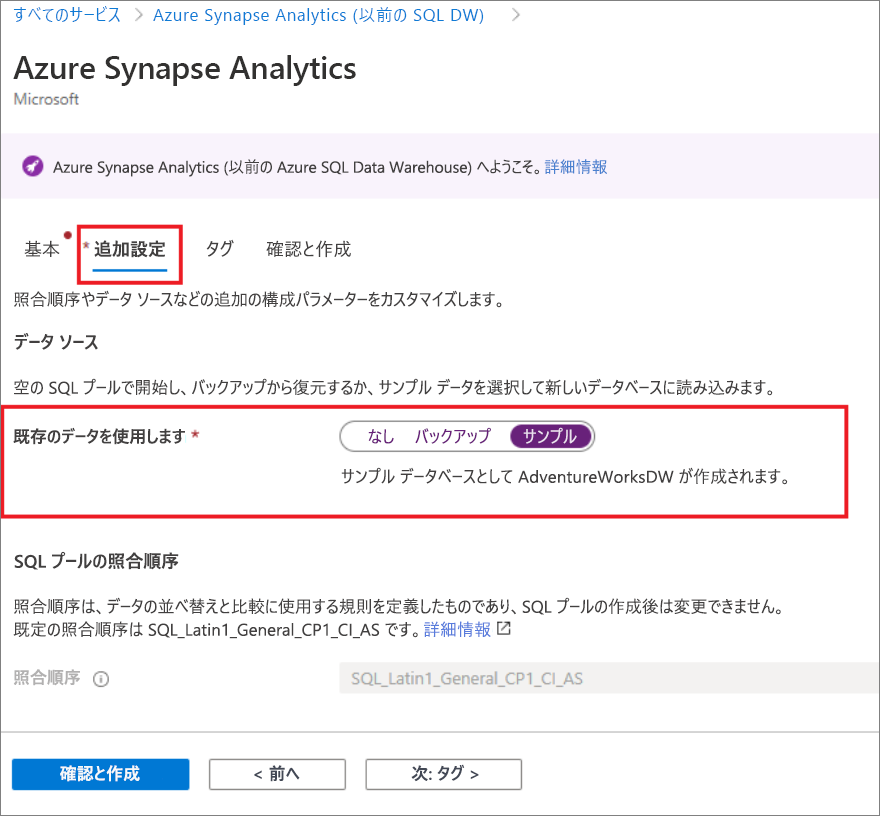 すべてのサービス > Azure Synapse Analytics (以前の SQL DW) >
Azure Synapse Analytics
Microsoft
Azure Synapse Analytics (以前の Azure SQL Data Warehouse) へようこそ。詳細情報
基本 * 追加設定 タグ 確認と作成
照合順序やデータ ソースなどの追加の構成パラメーターをカスタマイズします。
データ ソース
空の SQL プールで開始し、バックアップから復元するか、サンプル データを選択して新しいデータベースに読み込みます。
既存のデータを使用します * なし バックアップ サンプル
サンプル データベースとして AdventureWorksDW が作成されます。
SQL プールの照合順序
照合順序は、データの並べ替えと比較に使用する規則を定義したものであり、SQL プールの作成後は変更できません。
既定の照合順序は SQL_Latin1_General_CP1_CI_AS です。詳細情報
照合順序 SQL_Latin1_General_CP1_CI_AS
確認と作成 < 前へ 次: タグ >